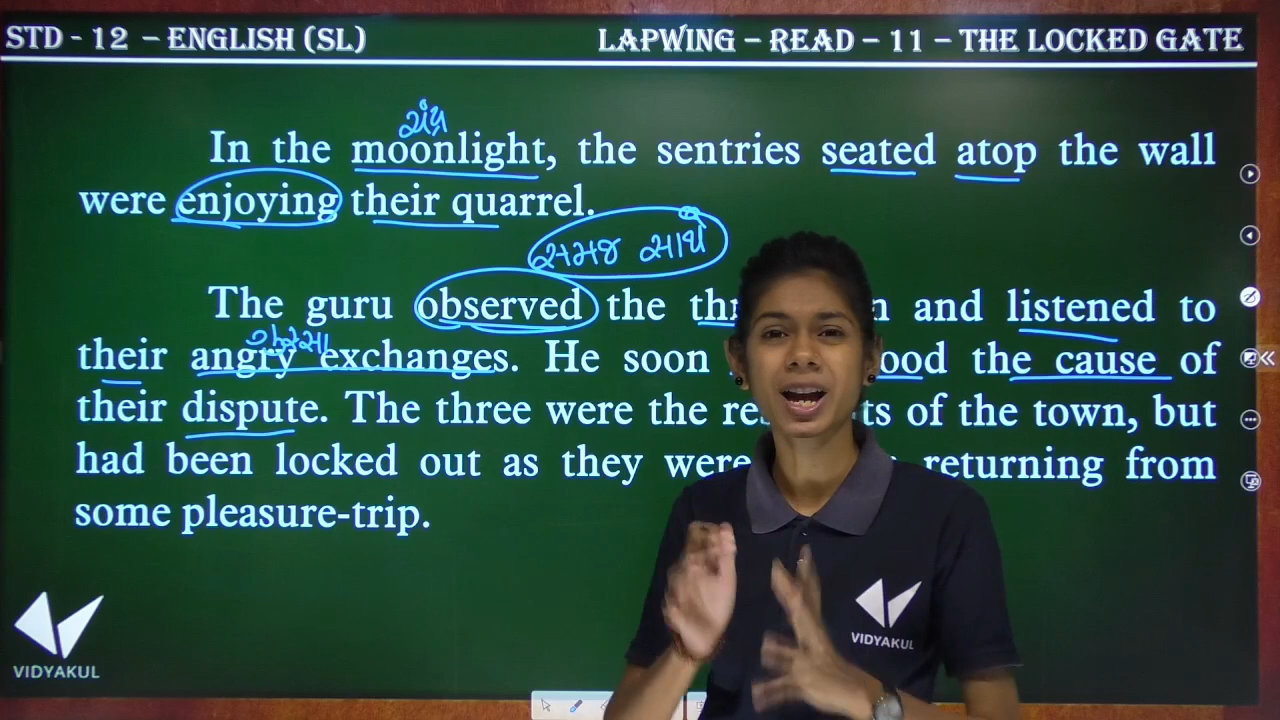 STD - 12 – ENGLISH (SL)
LAPWING – READ – 11 – THE LOCKED GATE
In the moonlight, the sentries seated atop the wall
were enjoying their quarrel.
સમજ સાથે
The guru observed the and listened to
ગુસ્સા
their angry exchanges. He soon the cause of
their dispute. The three were the of the town, but
had been locked out as they were returning from
some pleasure-trip.
VIDYAKUL
VIDYAKUL